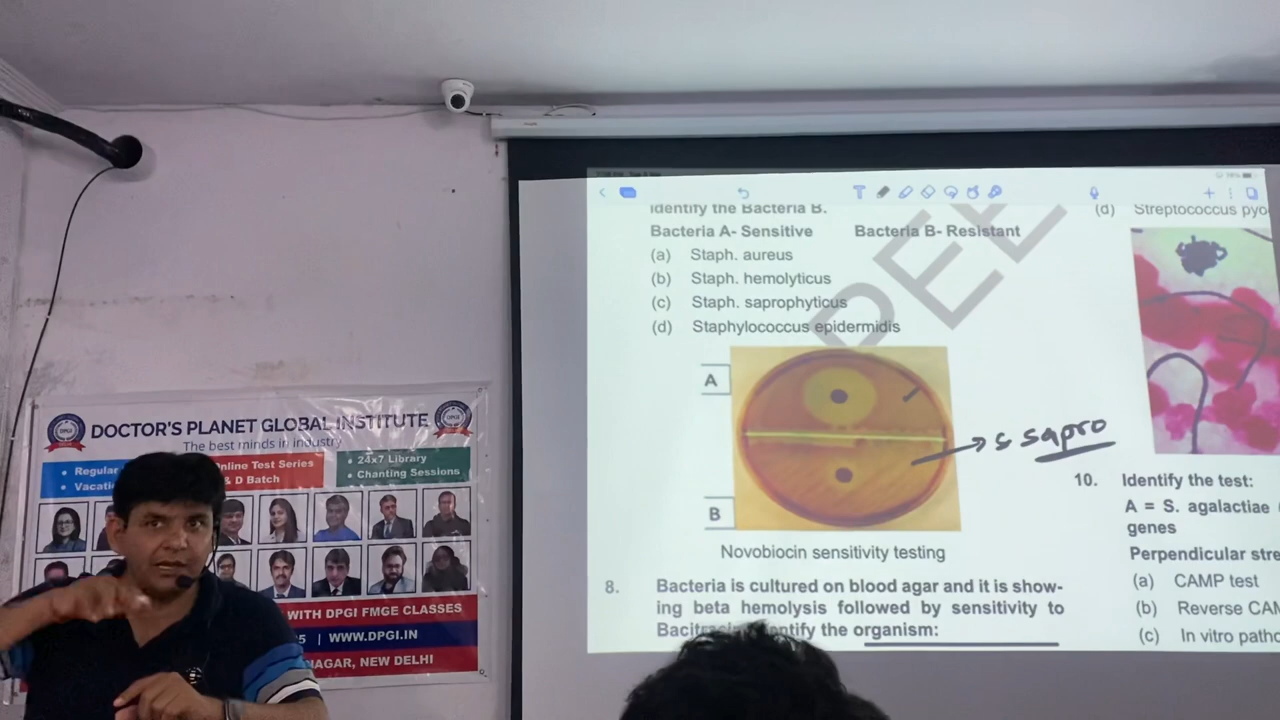 DOCTOR'S PLANET GLOBAL INSTITUTE
The best minds in industry
• Regular
nline Test Series
• 24x7 Library
& D Batch
• Chanting Sessions
WITH DPGI FMGE CLASSES
5 | WWW.DPGI.IN
NAGAR, NEW DELHI
Identify the Bacteria B.
Bacteria A- Sensitive Bacteria B- Resistant
(a) Staph. aureus
(b) Staph. hemolyticus
(c) Staph. saprophyticus
(d) Staphylococcus epidermidis
A
B
s sapro
Novobiocin sensitivity testing
8. Bacteria is cultured on blood agar and it is show-
ing beta hemolysis followed by sensitivity to
entify the organism:
(d) Streptococcus pyo
10. Identify the test:
A = S. agalactiae
genes
Perpendicular stre
(a) CAMP test
(b) Reverse CAM
(c) In vitro patho